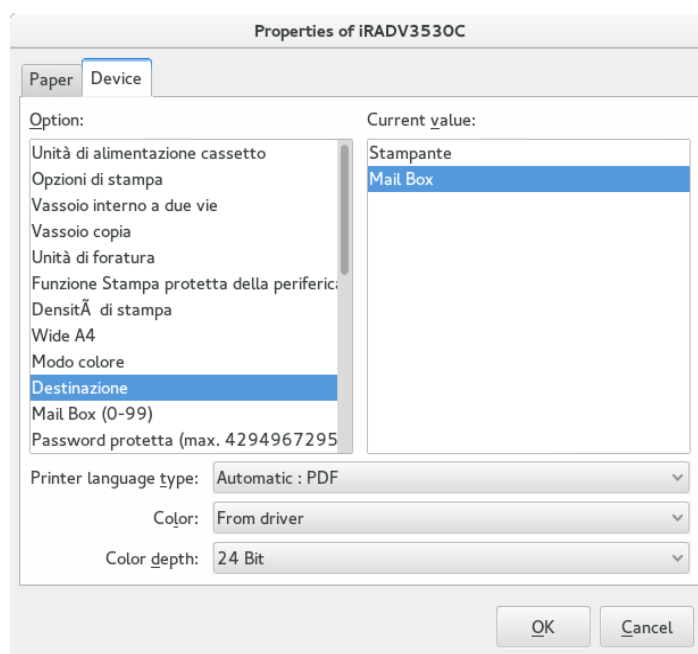 Properties of iRADV3530C
Paper
Device
Option:
Unità di alimentazione cassetto
Opzioni di stampa
Vassoio interno a due vie
Vassoio copia
Unità di foratura
Funzione Stampa protetta della periferica
DensitÃ di stampa
Wide A4
Modo colore
Destinazione
Mail Box (0-99)
Password protetta (max. 4294967295
Current value:
Stampante
Mail Box
Printer language type: Automatic : PDF
Color: From driver
Color depth: 24 Bit
OK
Cancel